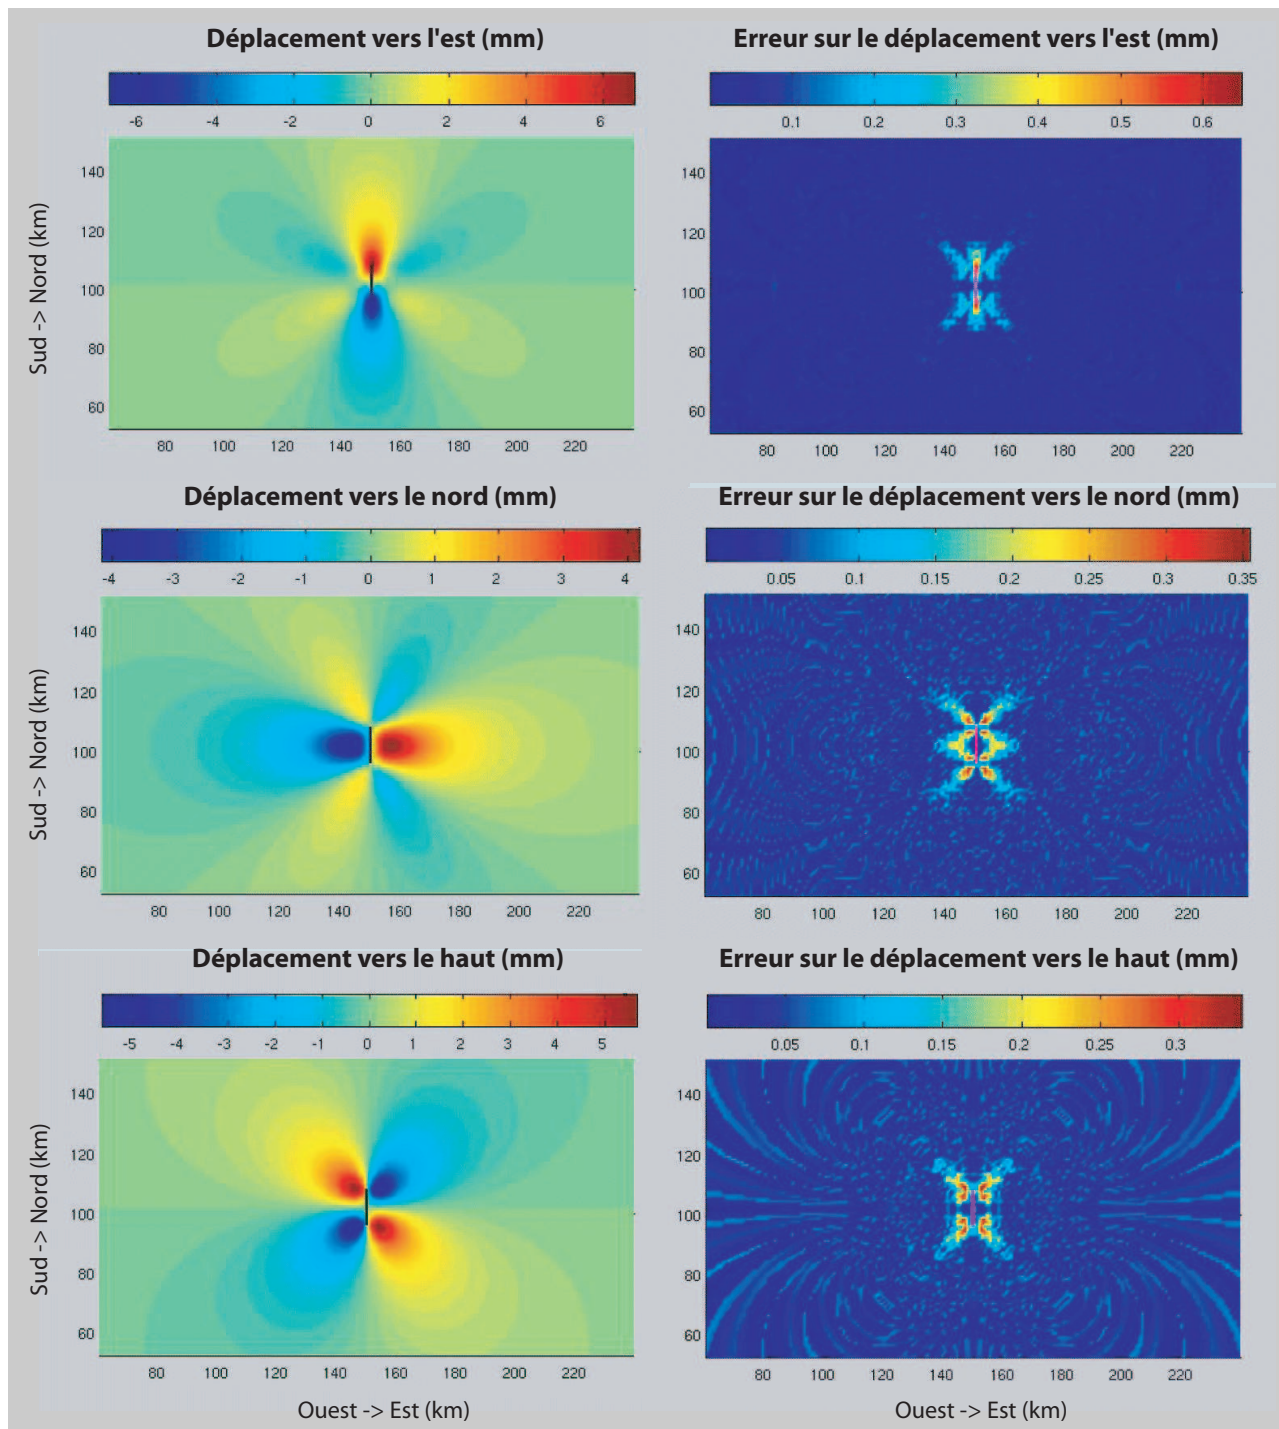 Déplacement vers l'est (mm)
Erreur sur le déplacement vers l'est (mm)
-6 -4 -2 0 2 4 6
0.1 0.2 0.3 0.4 0.5 0.6
Sud -> Nord (km)
140
120
100
80
60
80 100 120 140 160 180 200 220
140
120
100
80
60
80 100 120 140 160 180 200 220
Déplacement vers le nord (mm)
Erreur sur le déplacement vers le nord (mm)
-4 -3 -2 -1 0 1 2 3 4
0.05 0.1 0.15 0.2 0.25 0.3 0.35
Sud -> Nord (km)
140
120
100
80
60
80 100 120 140 160 180 200 220
140
120
100
80
60
80 100 120 140 160 180 200 220
Déplacement vers le haut (mm)
Erreur sur le déplacement vers le haut (mm)
-5 -4 -3 -2 -1 0 1 2 3 4 5
0.05 0.1 0.15 0.2 0.25 0.3
Sud -> Nord (km)
140
120
100
80
60
80 100 120 140 160 180 200 220
140
120
100
80
60
80 100 120 140 160 180 200 220
Ouest -> Est (km)
Ouest -> Est (km)